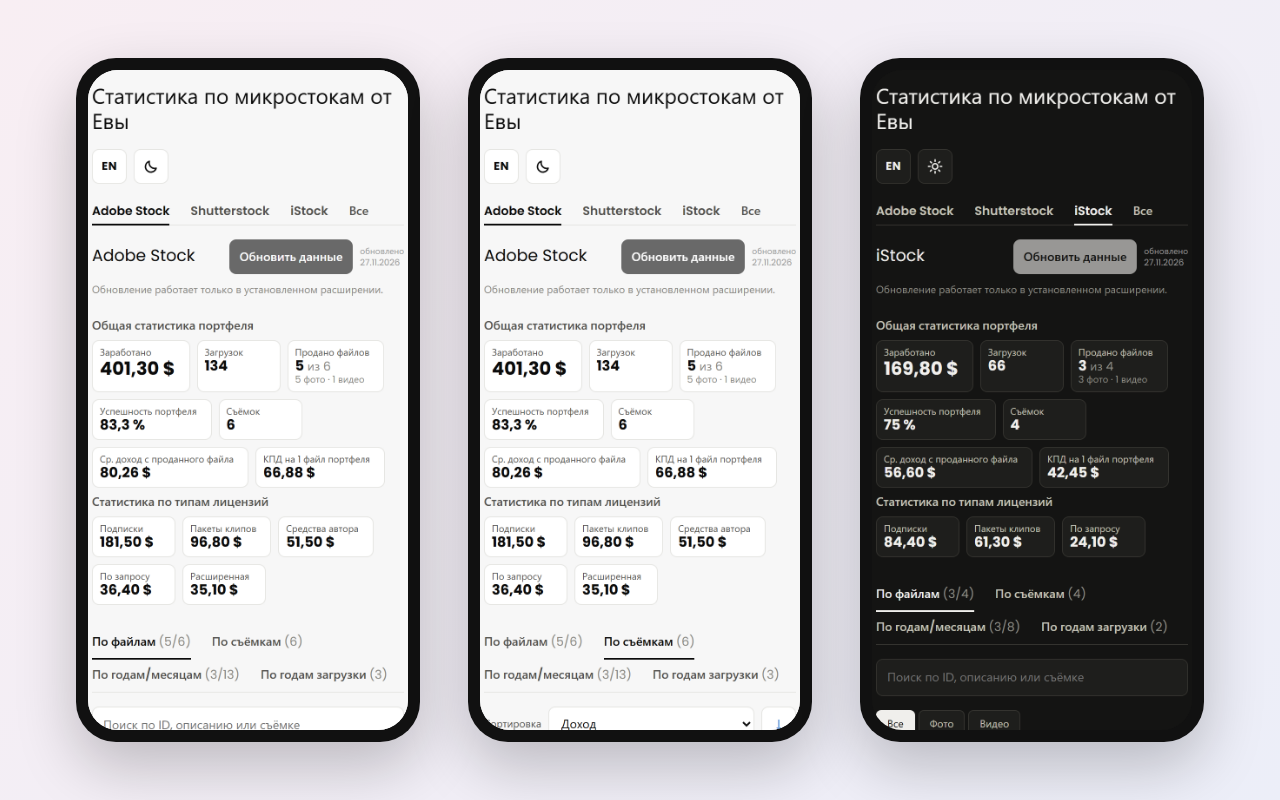 Статистика по микростокам от
Евы
EN
Adobe Stock Shutterstock iStock Все
Adobe Stock Обновить данные обновлено
27.11.2026
Обновление работает только в установленном расширении.
Общая статистика портфеля
Заработано Загрузок Продано файлов
401,30 $ 134 5 из 6
5 фото · 1 видео
Успешность портфеля Съёмок
83,3 % 6
Ср. доход с проданного файла КПД на 1 файл портфеля
80,26 $ 66,88 $
Статистика по типам лицензий
Подписки Пакеты клипов Средства автора
181,50 $ 96,80 $ 51,50 $
По запросу Расширенная
36,40 $ 35,10 $
По файлам (5/6) По съёмкам (6)
По годам/месяцам (3/13) По годам загрузки (3)
Поиск по ID, описанию или съёмке
Статистика по микростокам от
Евы
EN
Adobe Stock Shutterstock iStock Все
Adobe Stock Обновить данные обновлено
27.11.2026
Обновление работает только в установленном расширении.
Общая статистика портфеля
Заработано Загрузок Продано файлов
401,30 $ 134 5 из 6
5 фото · 1 видео
Успешность портфеля Съёмок
83,3 % 6
Ср. доход с проданного файла КПД на 1 файл портфеля
80,26 $ 66,88 $
Статистика по типам лицензий
Подписки Пакеты клипов Средства автора
181,50 $ 96,80 $ 51,50 $
По запросу Расширенная
36,40 $ 35,10 $
По файлам (5/6) По съёмкам (6)
По годам/месяцам (3/13) По годам загрузки (3)
Сортировка Доход ↓
Статистика по микростокам от
Евы
EN
Adobe Stock Shutterstock iStock Все
iStock Обновить данные обновлено
27.11.2026
Обновление работает только в установленном расширении.
Общая статистика портфеля
Заработано Загрузок Продано файлов
169,80 $ 66 3 из 4
3 фото · 1 видео
Успешность портфеля Съёмок
75 % 4
Ср. доход с проданного файла КПД на 1 файл портфеля
56,60 $ 42,45 $
Статистика по типам лицензий
Подписки Пакеты клипов По запросу
84,40 $ 61,30 $ 24,10 $
По файлам (3/4) По съёмкам (4)
По годам/месяцам (3/8) По годам загрузки (2)
Поиск по ID, описанию или съёмке
Все Фото Видео